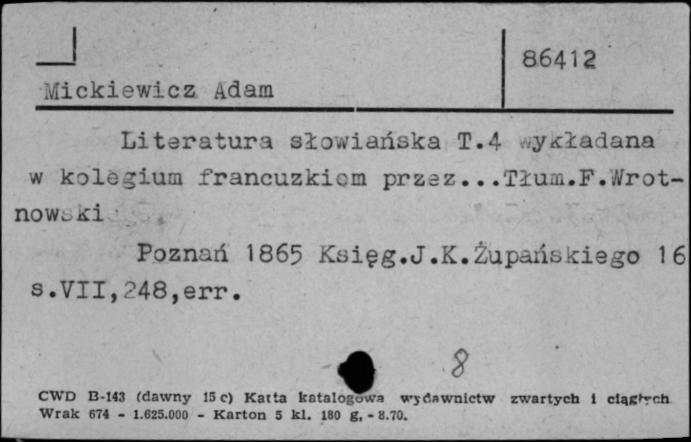 86412
Mickiewicz Adam
Literatura słowiańska T.4 wykładana
w kolegium francuzkiem przez...Tłum.F.Wrot-
nowski
Poznań 1865 Księg.J.K.Żupańskiego 16
s.VII,248,err.
8
CWD B-143 (dawny 15 c) Karta katalogowa wydawnictw zwartych i ciągłych
Wrak 674 - 1.625.000 - Karton 5 kl. 180 g, - 8.70.